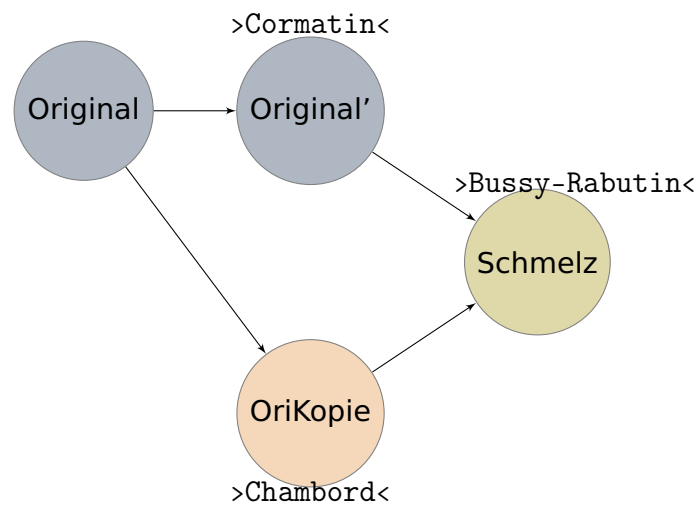 >Cormatin<
Original
Original’
>Bussy-Rabutin<
Schmelz
OriKopie
>Chambord<